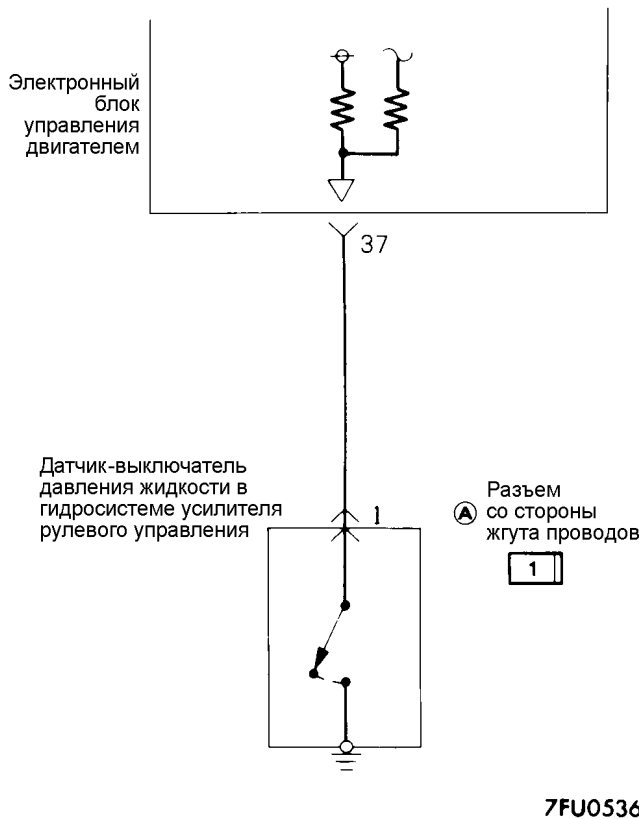 Электронный
блок
управления
двигателем
37
Датчик-выключатель
давления жидкости в
гидросистеме усилителя
рулевого управления
1
A
Разъем
со стороны
жгута проводов
1
7FU0536